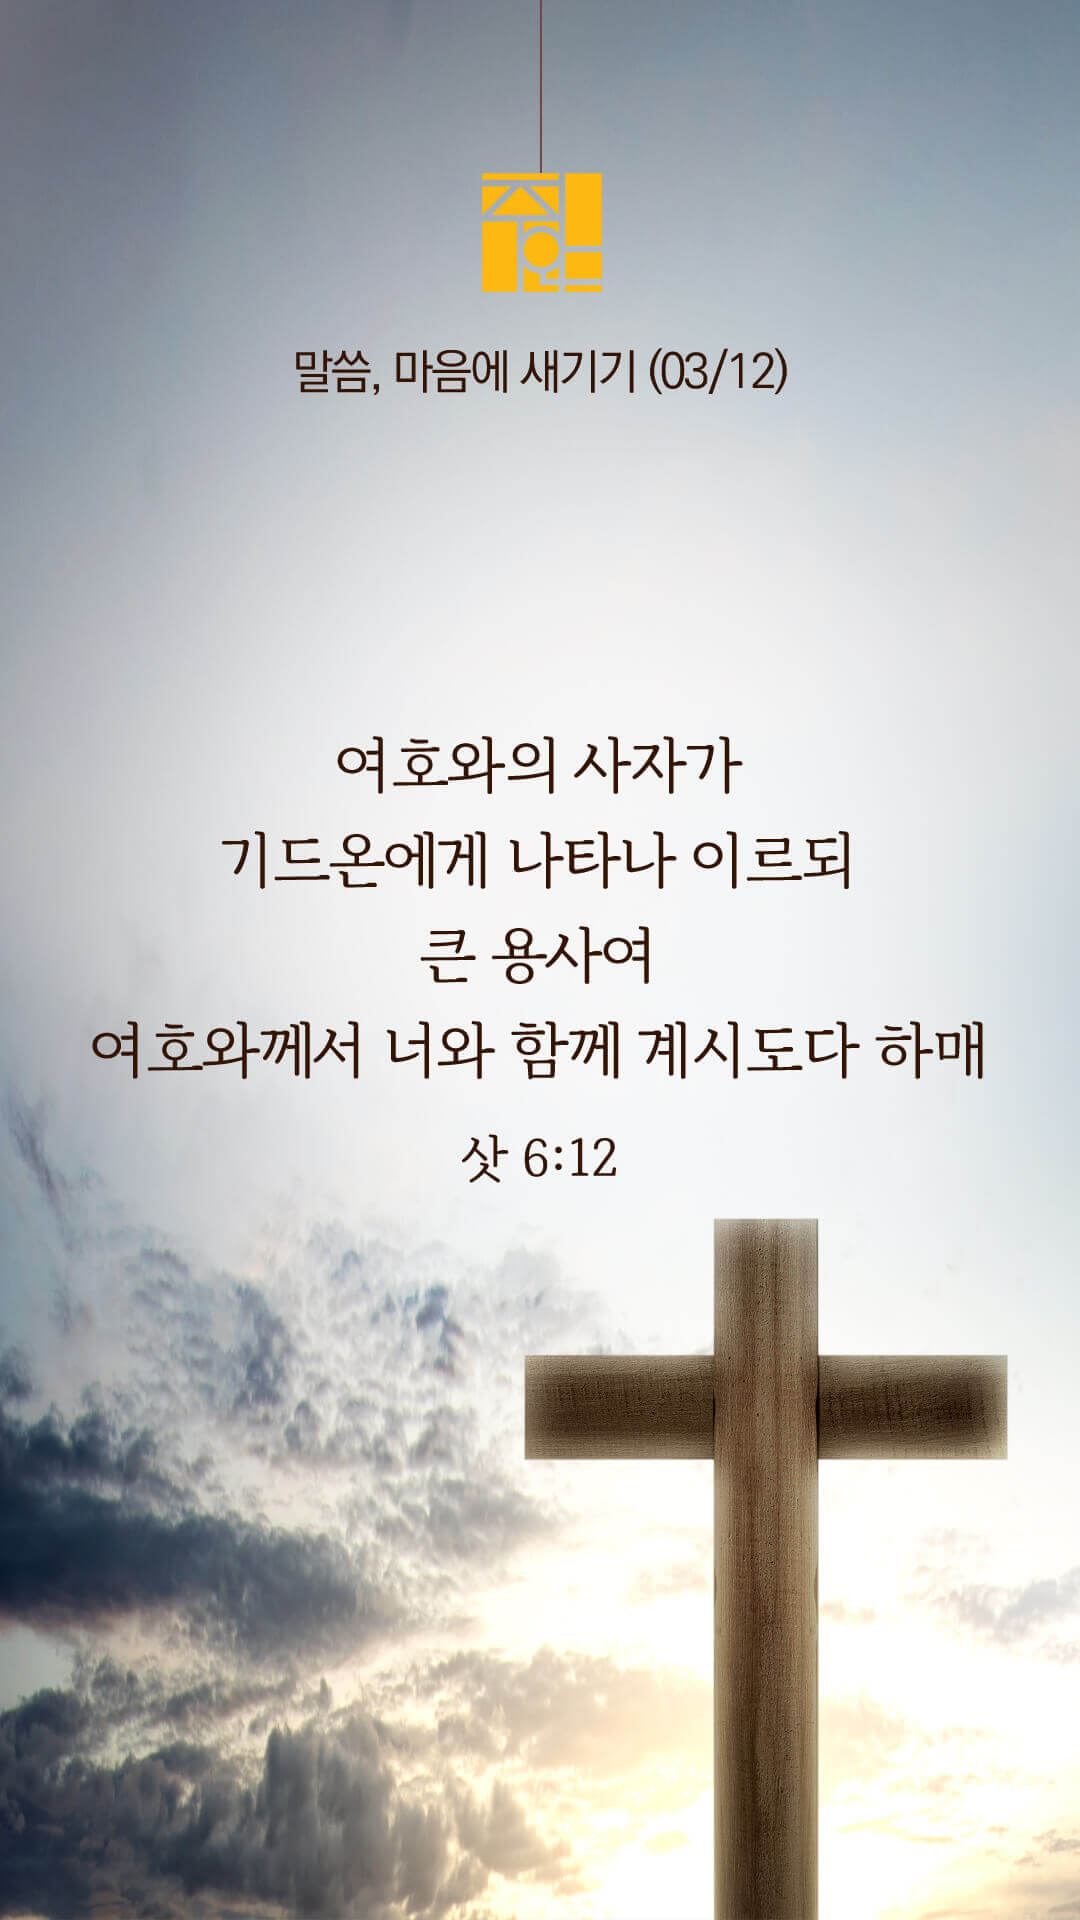 말씀, 마음에 새기기 (03/12)
여호와의 사자가
기드온에게 나타나 이르되
큰 용사여
여호와께서 너와 함께 계시도다 하매
삿 6:12